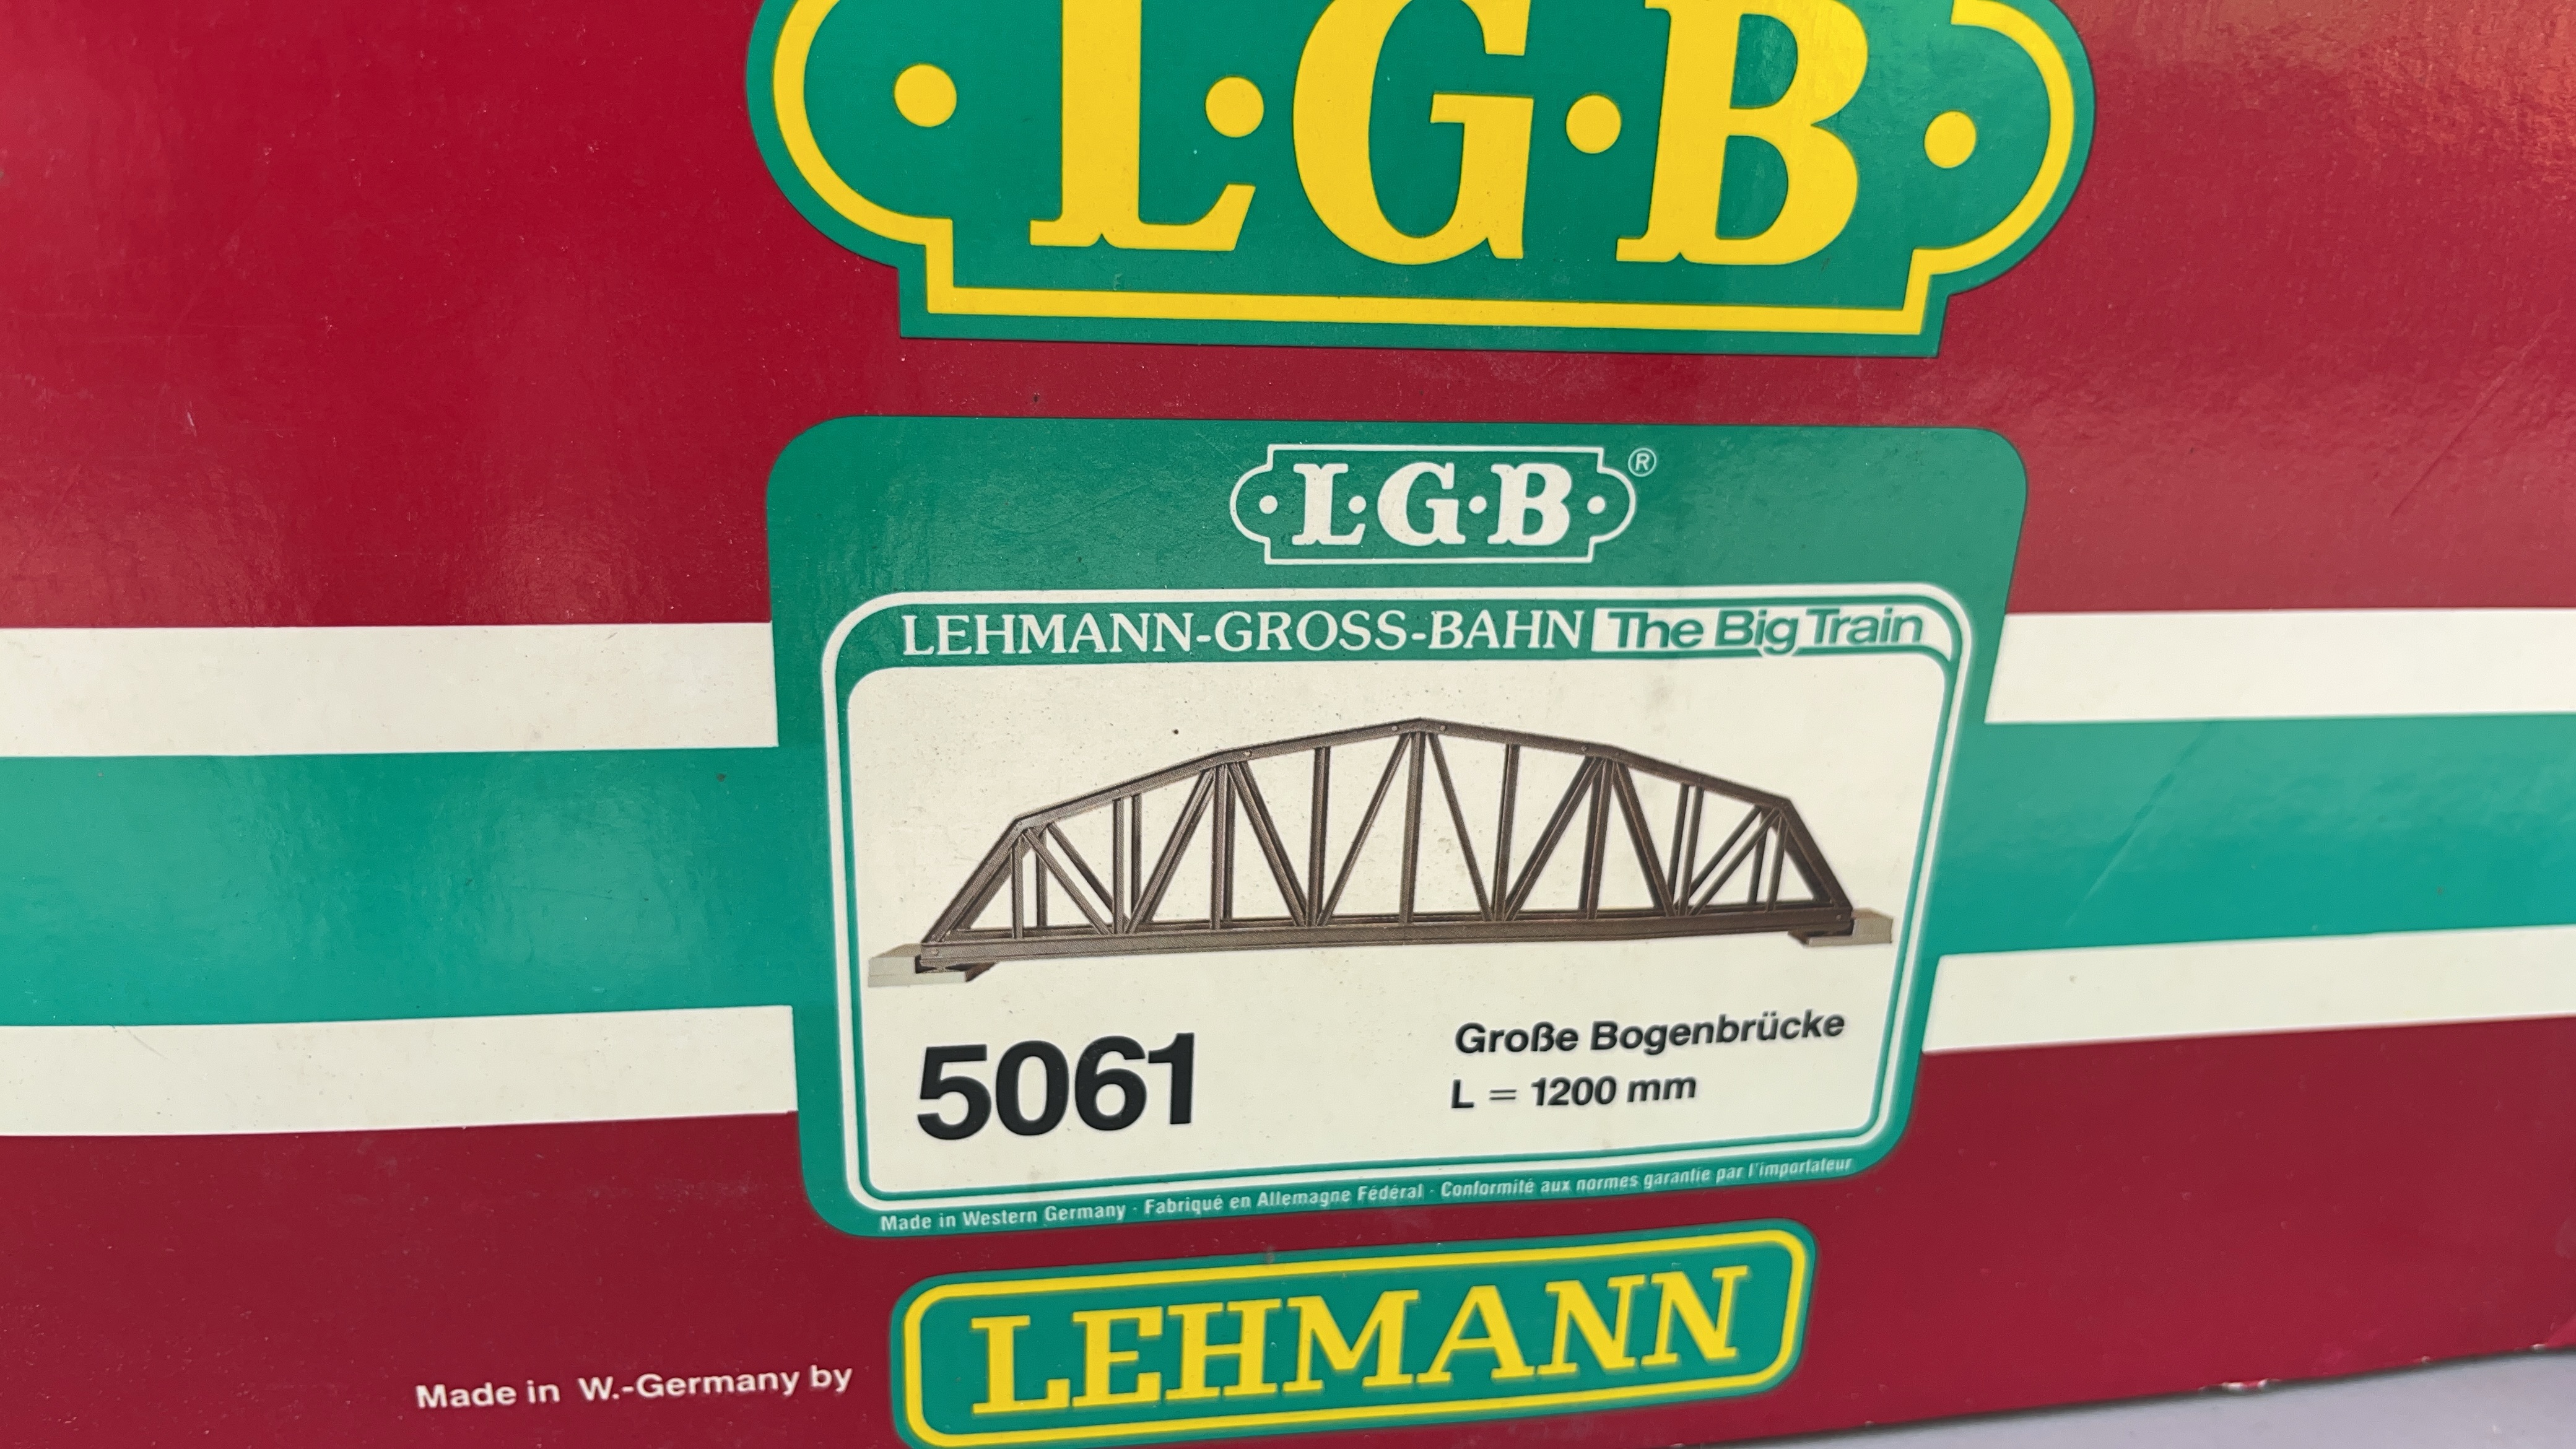 L·G·B
L·G·B®
LEHMANN-GROSS-BAHN The Big Train
5061
Große Bogenbrücke
L = 1200 mm
Made in Western Germany · Fabriqué en Allemagne Fédéral · Conformité aux normes garantie par l'importateur
Made in W.-Germany by
LEHMANN